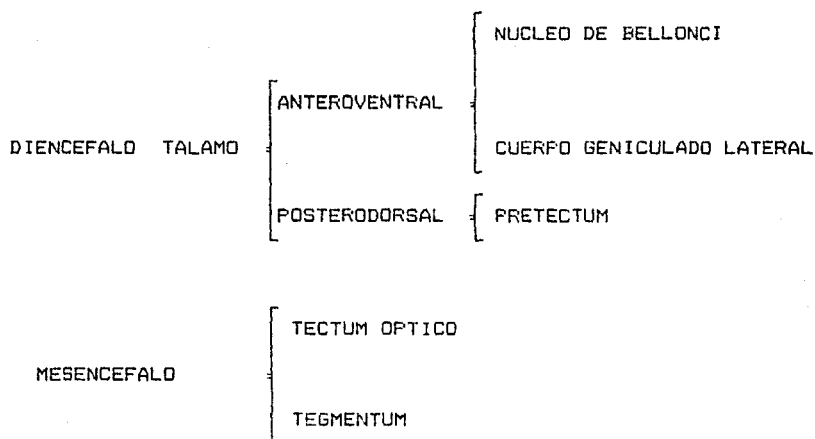 NUCLEO DE BELLONCI
ANTEROVENTRAL
DIENCEFALO TALAMO
CUERPO GENICULADO LATERAL
POSTERODORSAL
PRETECTUM
TECTUM OPTICO
MESENCEFALO
TEGMENTUM